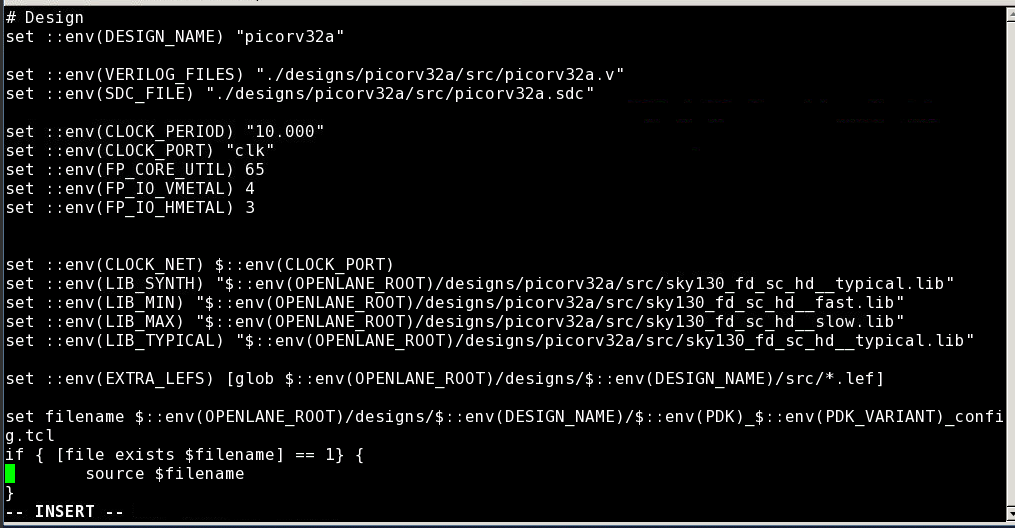 # Design
set ::env(DESIGN_NAME) "picorv32a"
set ::env(VERILOG_FILES) "./designs/picorv32a/src/picorv32a.v"
set ::env(SDC_FILE) "./designs/picorv32a/src/picorv32a.sdc"
set ::env(CLOCK_PERIOD) "10.000"
set ::env(CLOCK_PORT) "clk"
set ::env(FP_CORE_UTIL) 65
set ::env(FP_IO_VMETAL) 4
set ::env(FP_IO_HMETAL) 3
set ::env(CLOCK_NET) $::env(CLOCK_PORT)
set ::env(LIB_SYNTH) "$::env(OPENLANE_ROOT)/designs/picorv32a/src/sky130_fd_sc_hd__typical.lib"
set ::env(LIB_MIN) "$::env(OPENLANE_ROOT)/designs/picorv32a/src/sky130_fd_sc_hd__fast.lib"
set ::env(LIB_MAX) "$::env(OPENLANE_ROOT)/designs/picorv32a/src/sky130_fd_sc_hd__slow.lib"
set ::env(LIB_TYPICAL) "$::env(OPENLANE_ROOT)/designs/picorv32a/src/sky130_fd_sc_hd__typical.lib"
set ::env(EXTRA_LEFS) [glob $::env(OPENLANE_ROOT)/designs/$::env(DESIGN_NAME)/src/*.lef]
set filename $::env(OPENLANE_ROOT)/designs/$::env(DESIGN_NAME)/$::env(PDK)_$::env(PDK_VARIANT)_confi
g.tcl
if { [file exists $filename] == 1} {
        source $filename
}
-- INSERT --